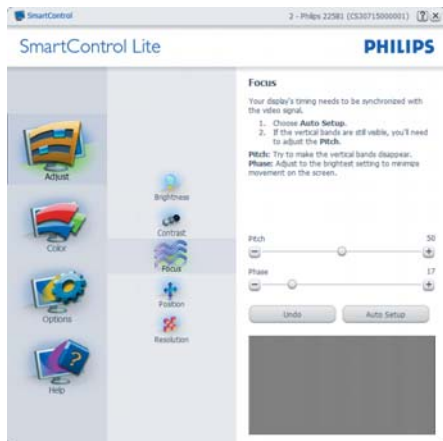 SmartControl
2 - Philips 225B1 (CS30715000001)
SmartControl Lite
PHILIPS
Adjust
Color
Options
Help
Brightness
Contrast
Focus
Position
Resolution
Focus
Your display's timing needs to be synchronized with
the video signal.
1. Choose Auto Setup.
2. If the vertical bands are still visible, you'll need
to adjust the Pitch.
Pitch: Try to make the vertical bands disappear.
Phase: Adjust to the brightest setting to minimize
movement on the screen.
Pitch 50
Phase 17
Undo Auto Setup